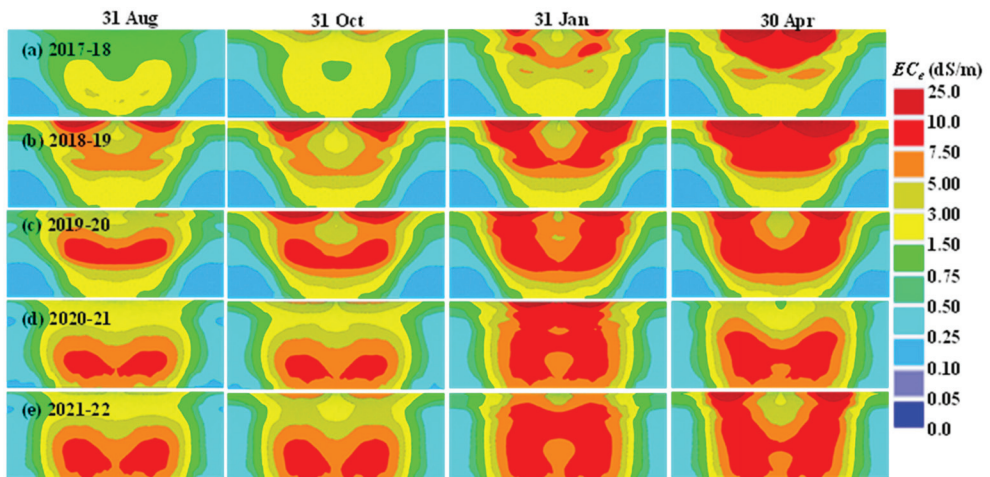 31 Aug 31 Oct 31 Jan 30 Apr
(a) 2017-18
(b) 2018-19
(c) 2019-20
(d) 2020-21
(e) 2021-22
ECe (dS/m)
25.0
10.0
7.50
5.00
3.00
1.50
0.75
0.50
0.25
0.10
0.05
0.0